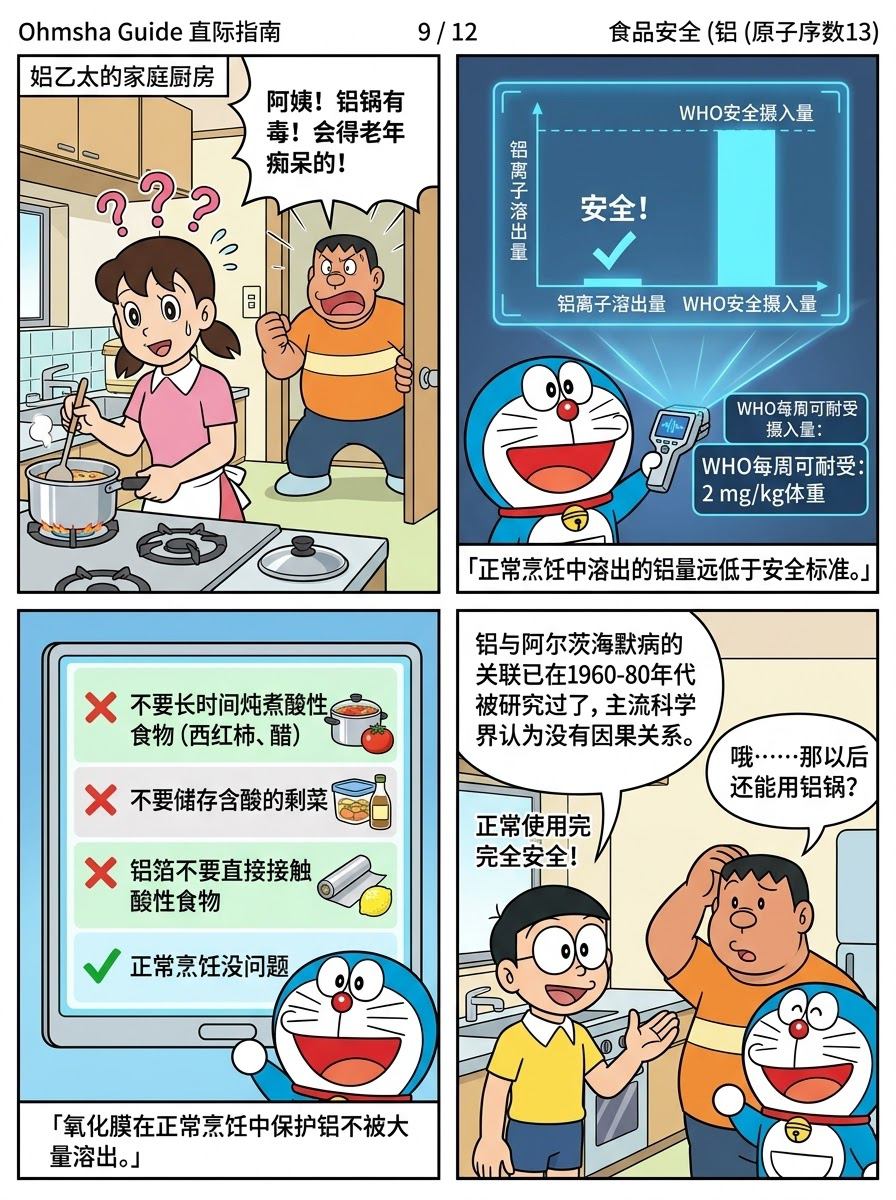 Ohmsha Guide 直际指南
9 / 12
食品安全 (铝 (原子序数13)
娼乙太的家庭厨房
阿姨！铝锅有
毒！会得老年
痴呆的！
???
WHO安全摄入量
铝离子溶出量
安全！
铝离子溶出量
WHO安全摄入量
WHO每周可耐受
摄入量：
WHO每周可耐受：
2 mg/kg体重
「正常烹饪中溶出的铝量远低于安全标准。」
不要长时间炖煮酸性
食物（西红柿、醋）
不要储存含酸的剩菜
铝箔不要直接接触
酸性食物
正常烹饪没问题
「氧化膜在正常烹饪中保护铝不被大
量溶出。」
铝与阿尔茨海默病的
关联已在1960-80年代
被研究过了，主流科学
界认为没有因果关系。
哦……那以后
还能用铝锅？
正常使用完
完全安全！